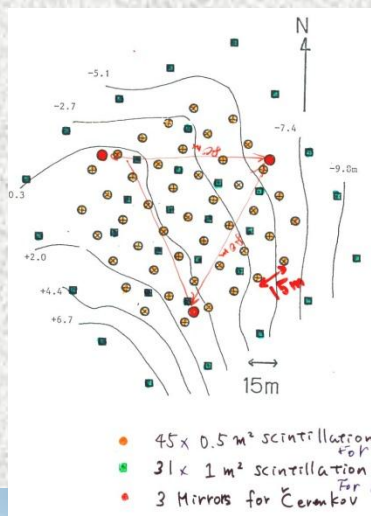 N
-5.1
-2.7
-7.4
-9.8m
0.3
+2.0
+4.4
+6.7
15m
15m
45 x 0.5 m² scintillation
for
31 x 1 m² scintillation
For
3 Mirrors for Čerenkov